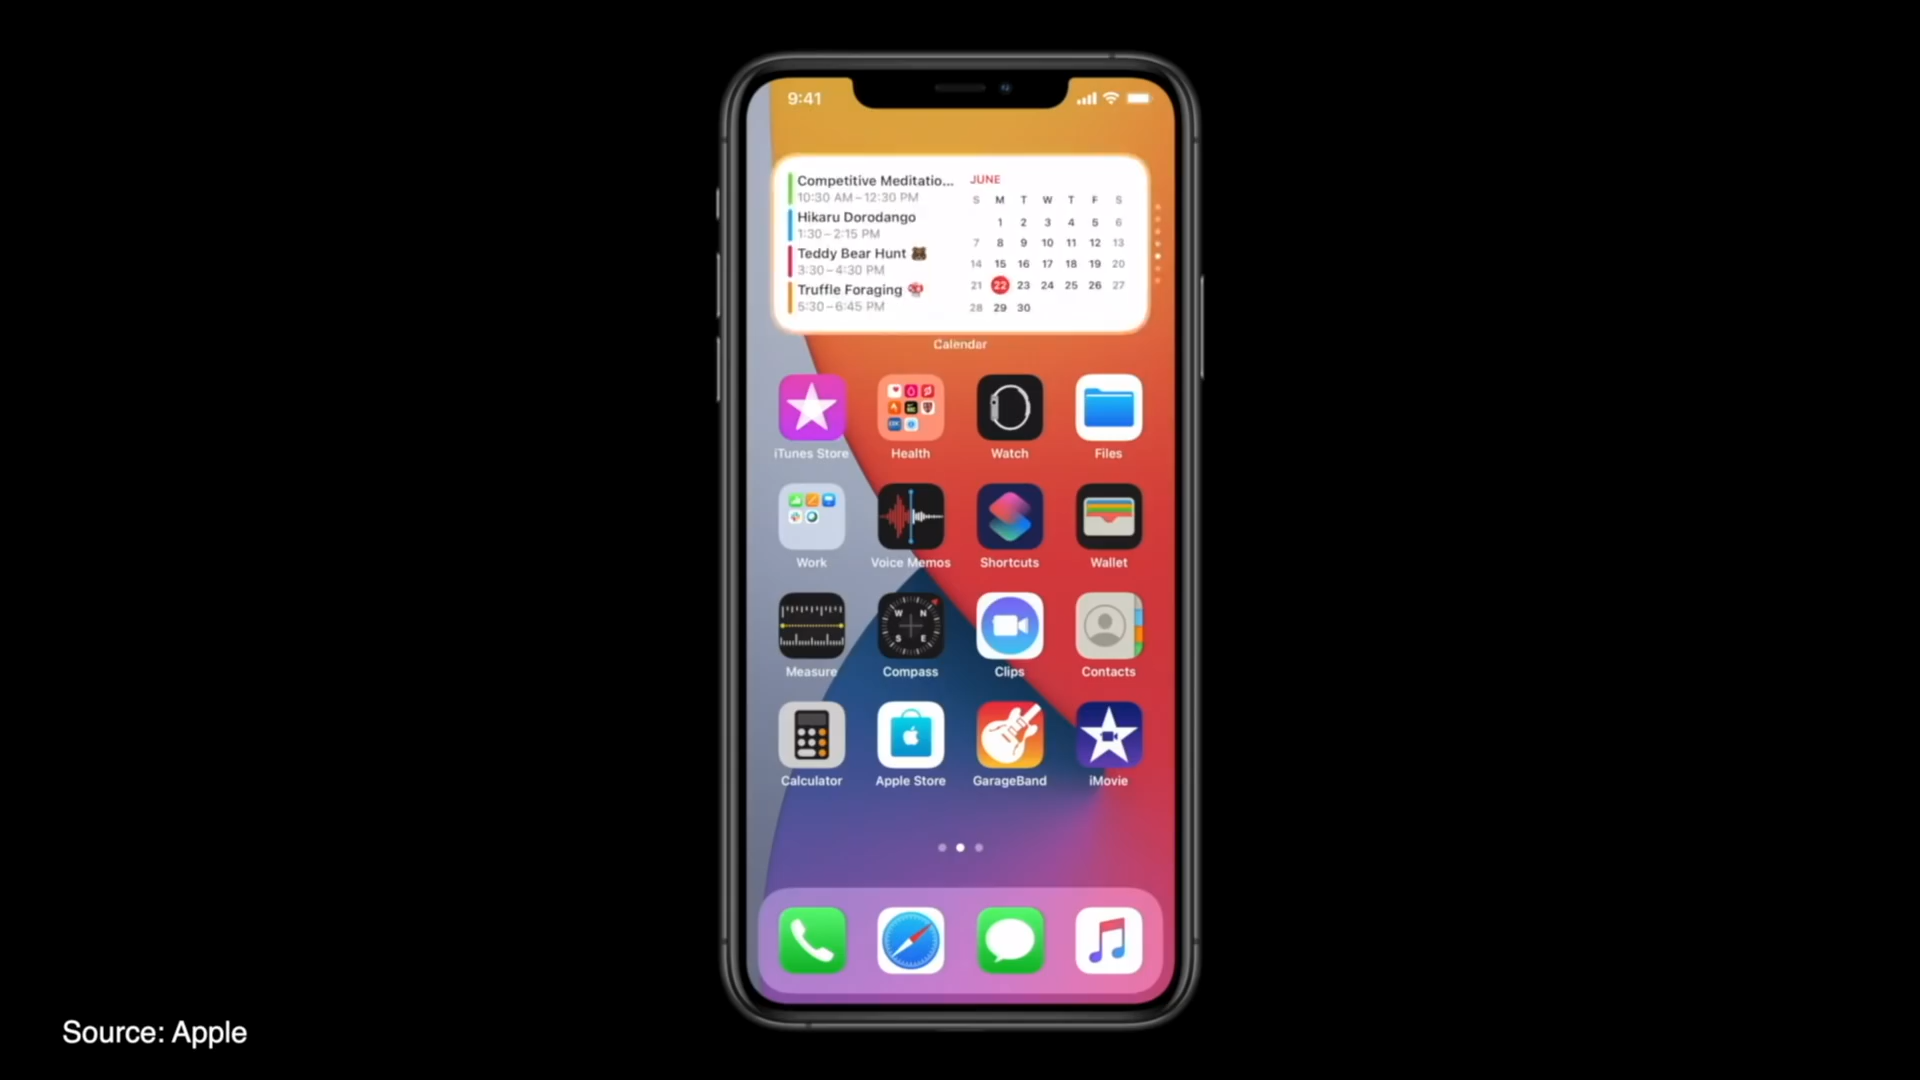 9:41
Competitive Meditatio...
10:30 AM – 12:30 PM
Hikaru Dorodango
1:30 – 2:15 PM
Teddy Bear Hunt
3:30 – 4:30 PM
Truffle Foraging
5:30 – 6:45 PM
JUNE
S M T W T F S
1 2 3 4 5 6
7 8 9 10 11 12 13
14 15 16 17 18 19 20
21 22 23 24 25 26 27
28 29 30
Calendar
iTunes Store Health Watch Files
Work Voice Memos Shortcuts Wallet
W N
S E
Measure Compass Clips Contacts
Calculator Apple Store GarageBand iMovie
Source: Apple